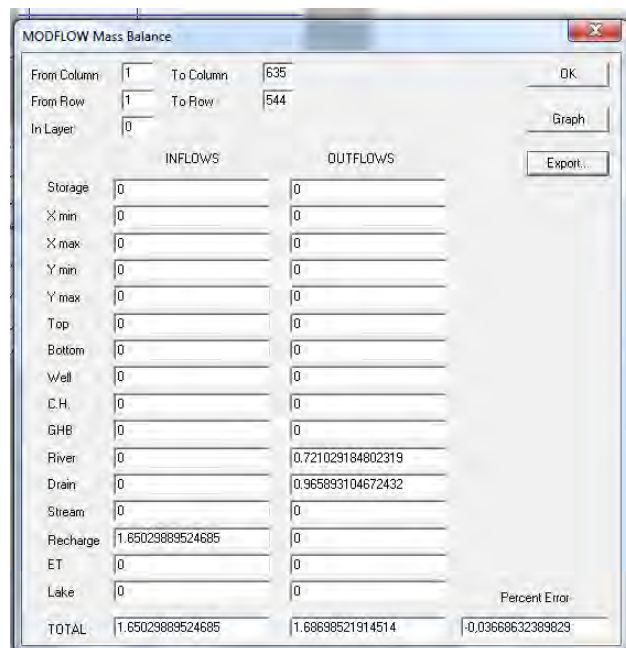 MODFLOW Mass Balance
From Column 1 To Column 635 OK
From Row 1 To Row 544
In Layer 0 Graph
INFLOWS OUTFLOWS Export..
Storage 0 0
X min 0 0
X max 0 0
Y min 0 0
Y max 0 0
Top 0 0
Bottom 0 0
Well 0 0
C.H. 0 0
GHB 0 0
River 0 0.721029184802319
Drain 0 0.965893104672432
Stream 0 0
Recharge 1.65029889524685 0
ET 0 0
Lake 0 0 Percent Error
TOTAL 1.65029889524685 1.68698521914514 -0,03668632389829